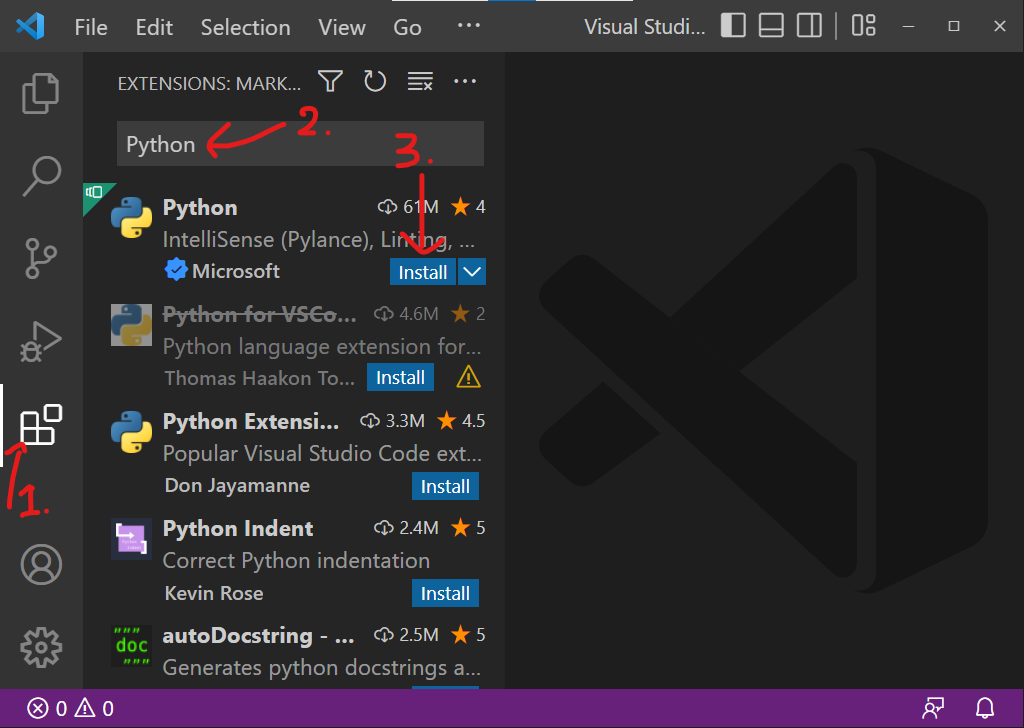 File Edit Selection View Go ··· Visual Studi...
EXTENSIONS: MARK... ···
2.
Python
3.
Python 61M ★ 4
IntelliSense (Pylance), Linting, ...
Microsoft Install
Python for VSCo... 4.6M ★ 2
Python language extension for...
Thomas Haakon To... Install
Python Extensi... 3.3M ★ 4.5
Popular Visual Studio Code ext...
Don Jayamanne Install
1.
Python Indent 2.4M ★ 5
Correct Python indentation
Kevin Rose Install
"""
doc
"""
autoDocstring - ... 2.5M ★ 5
Generates python docstrings a...
0 0